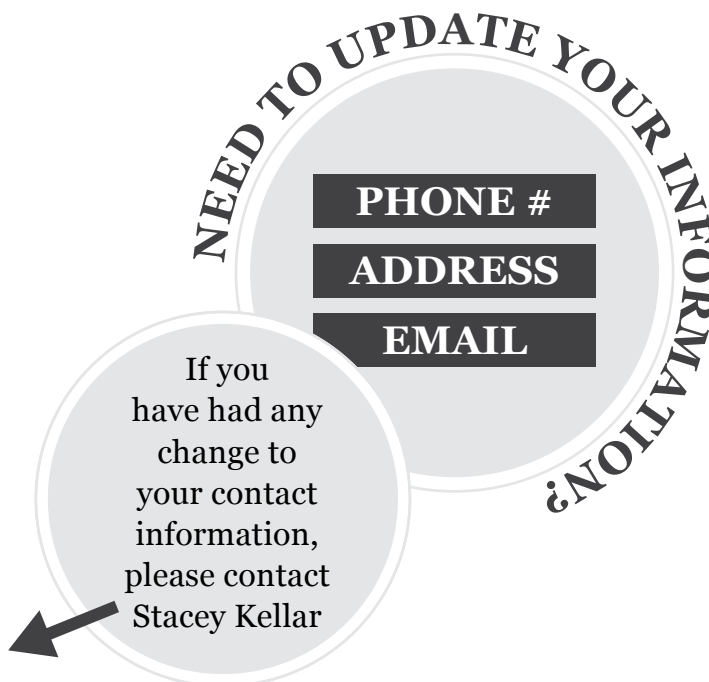 NEED TO UPDATE YOUR INFORMATION?
PHONE #
ADDRESS
EMAIL
If you
have had any
change to
your contact
information,
please contact
Stacey Kellar